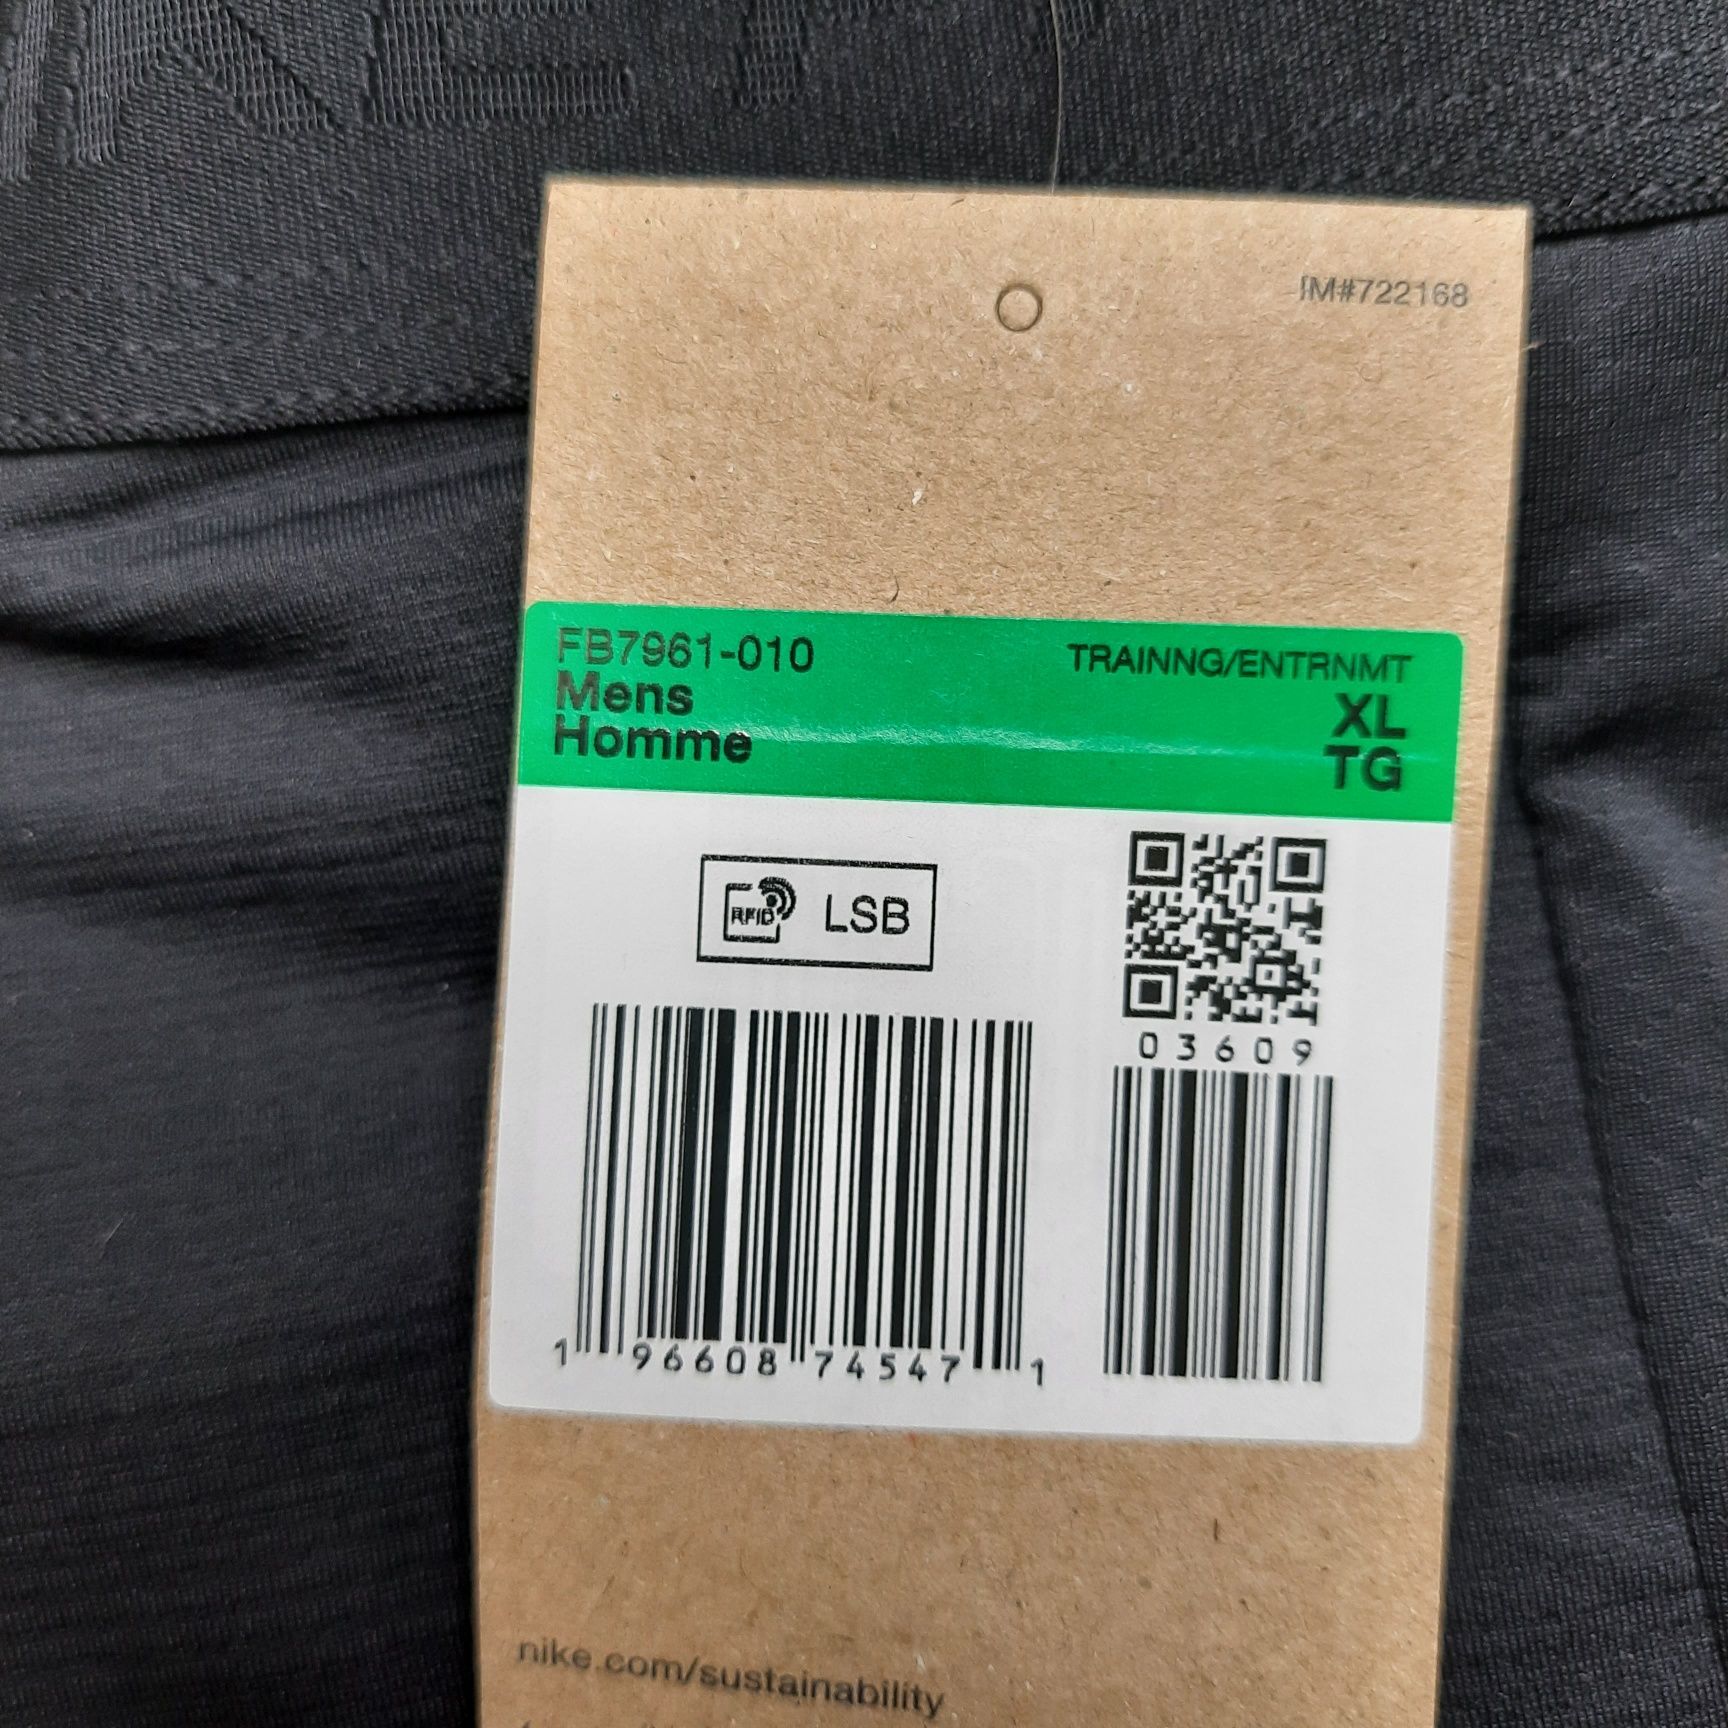 IM#722168
FB7961-010
TRAINNG/ENTRNMT
Mens
XL
Homme
TG
RFID
LSB
03609
1 96608 74547 1
nike.com/sustainability